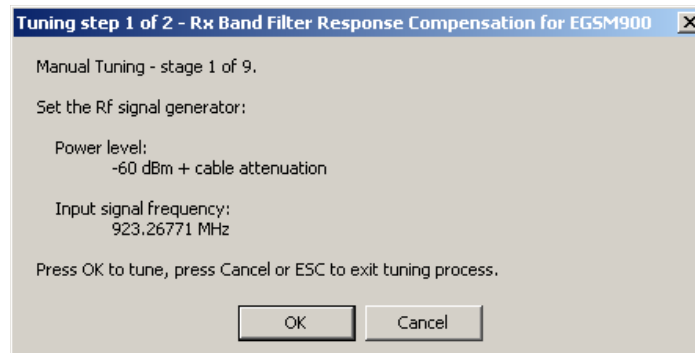 Tuning step 1 of 2 - Rx Band Filter Response Compensation for EGSM900
Manual Tuning - stage 1 of 9.
Set the Rf signal generator:
Power level:
-60 dBm + cable attenuation
Input signal frequency:
923.26771 MHz
Press OK to tune, press Cancel or ESC to exit tuning process.
OK
Cancel